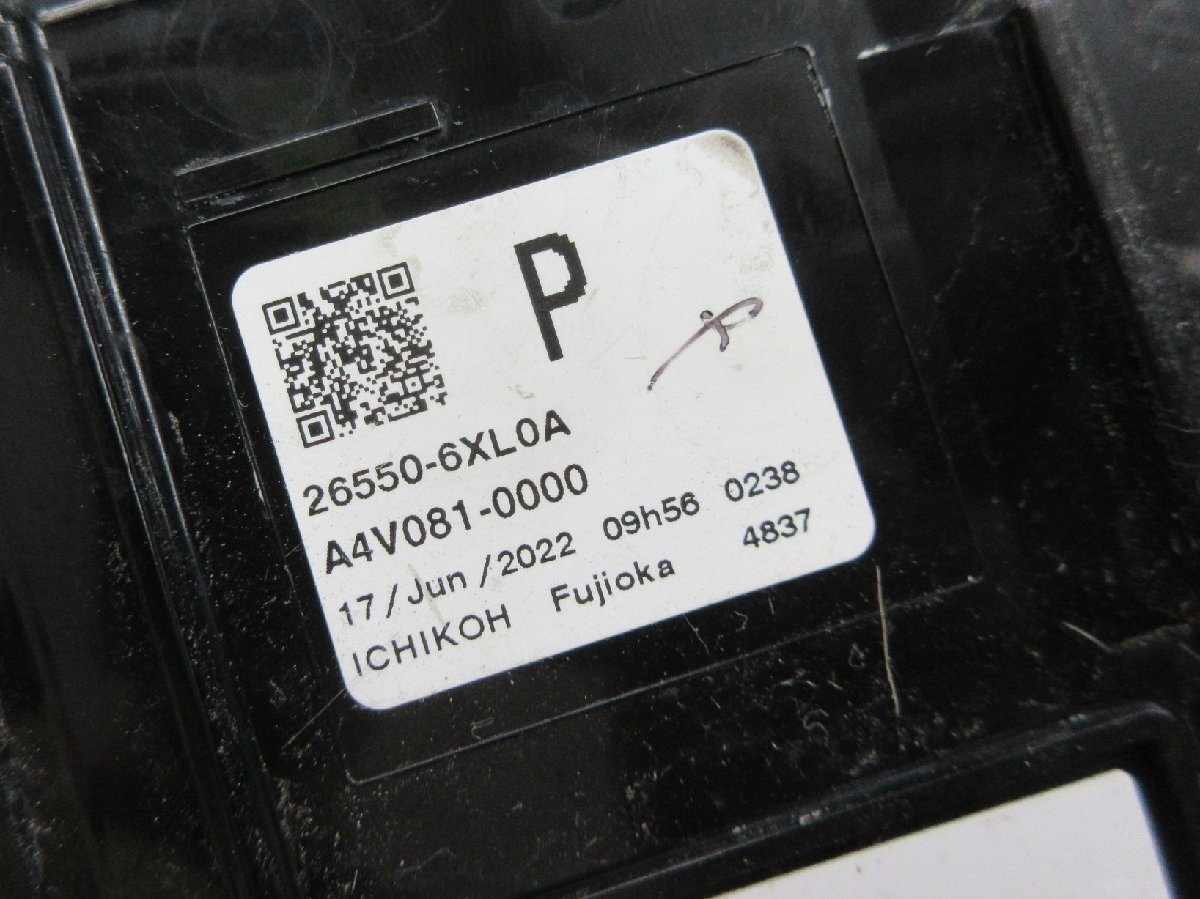 P
26550-6XL0A
A4V081-0000
17/Jun/2022 09h56 0238
ICHIKOH Fujioka 4837